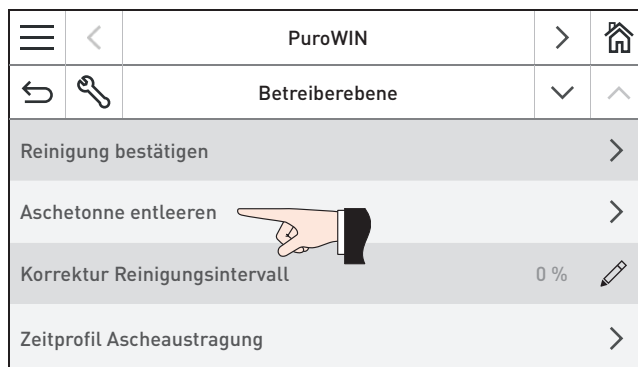 PuroWIN
Betreiberebene
Reinigung bestätigen
Aschetonne entleeren
Korrektur Reinigungsintervall 0 %
Zeitprofil Ascheaustragung